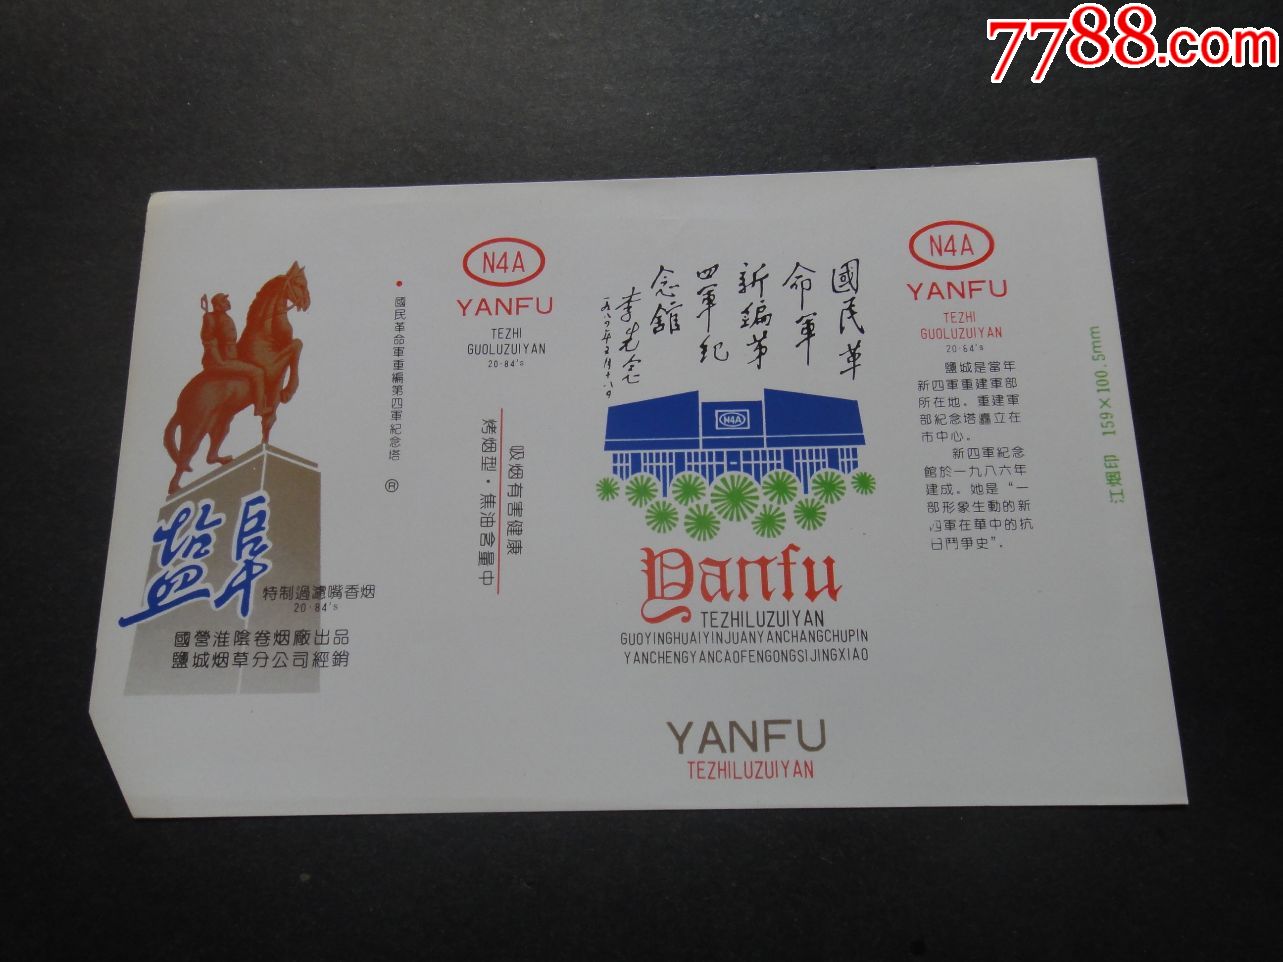 7788.com
國民革命軍重編第四軍紀念塔
®
盐阜
特制過濾嘴香烟
20·84's
國營淮陰卷烟廠出品
鹽城烟草分公司經銷
N4A
YANFU
TEZHI
GUOLUZUIYAN
20·84's
吸烟有害健康
烤烟型·焦油含量中
國民革
命軍
新編第
四軍紀
念館
李先念
N4A
Yanfu
TEZHILUZUIYAN
GUOYINGHUAIYINJUANYANCHANGCHUPIN
YANCHENGYANCAOFENGONGSIJINGXIAO
YANFU
TEZHILUZUIYAN
N4A
YANFU
TEZHI
GUOLUZUIYAN
20·84's
鹽城是當年
新四軍重建軍部
所在地。重建軍
部紀念塔矗立在
市中心。
新四軍紀念
館於一九八六年
建成。她是“一
部形象生動的新
四軍在華中的抗
日鬥爭史”。
江烟印 159×100.5mm